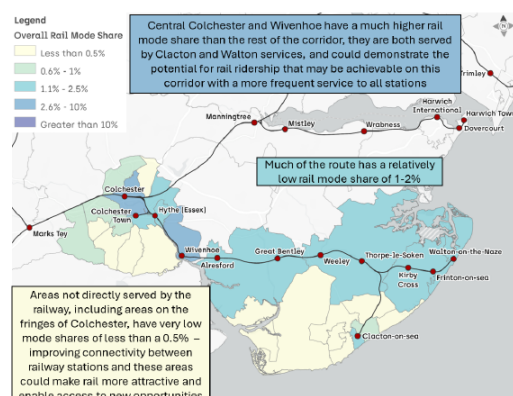 Legend
Overall Rail Mode Share
Less than 0.5%
0.6% - 1%
1.1% - 2.5%
2.6% - 10%
Greater than 10%
Central Colchester and Wivenhoe have a much higher rail
mode share than the rest of the corridor, they are both served
by Clacton and Walton services, and could demonstrate the
potential for rail ridership that may be achievable on this
corridor with a more frequent service to all stations
N
Trimley
Harwich
International
Harwich Town
Dovercourt
Manningtree
Mistley
Wrabness
Much of the route has a relatively
low rail mode share of 1-2%
Colchester
Colchester
Town
Hythe (Essex)
Marks Tey
Wivenhoe
Alresford
Great Bentley
Weeley
Thorpe-le-Soken
Walton-on-the-Naze
Kirby
Cross
Frinton-on-sea
Clacton-on-sea
Areas not directly served by the
railway, including areas on the
fringes of Colchester, have very low
mode shares of less than a 0.5% –
improving connectivity between
railway stations and these areas
could make rail more attractive and
enable access to new opportunities